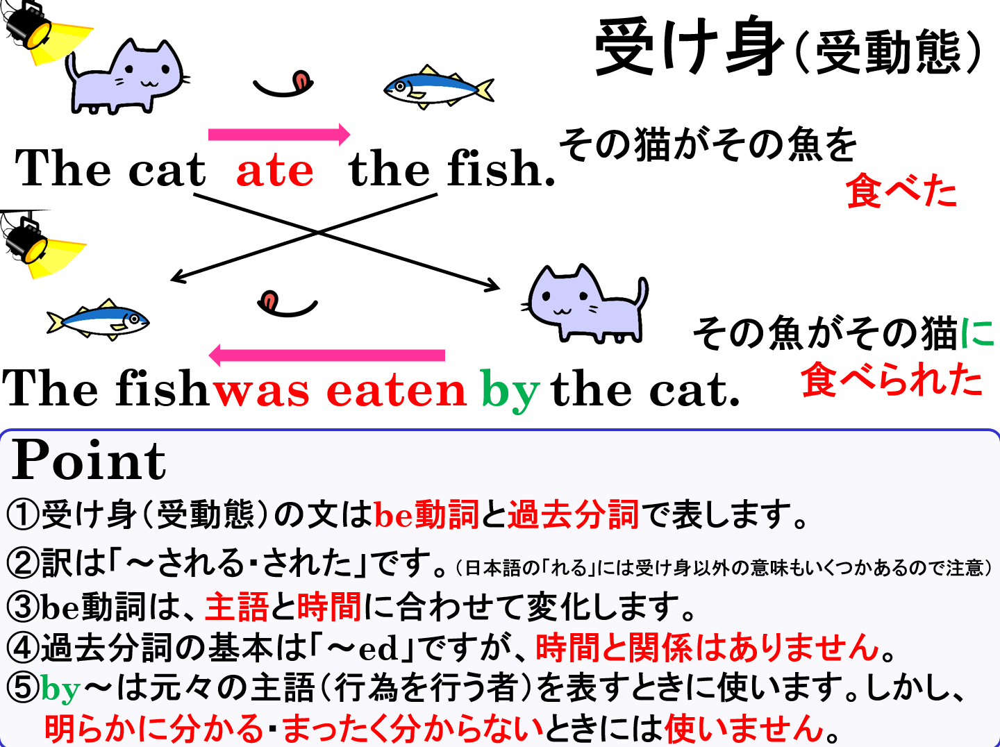 受け身（受動態）
The cat ate the fish.
その猫がその魚を
食べた
その魚がその猫に
食べられた
The fish was eaten by the cat.
Point
①受け身（受動態）の文はbe動詞と過去分詞で表します。
②訳は「～される・された」です。（日本語の「れる」には受け身以外の意味もいくつかあるので注意）
③be動詞は、主語と時間に合わせて変化します。
④過去分詞の基本は「～ed」ですが、時間と関係はありません。
⑤by～は元々の主語（行為を行う者）を表すときに使います。しかし、
明らかに分かる・まったく分からないときには使いません。